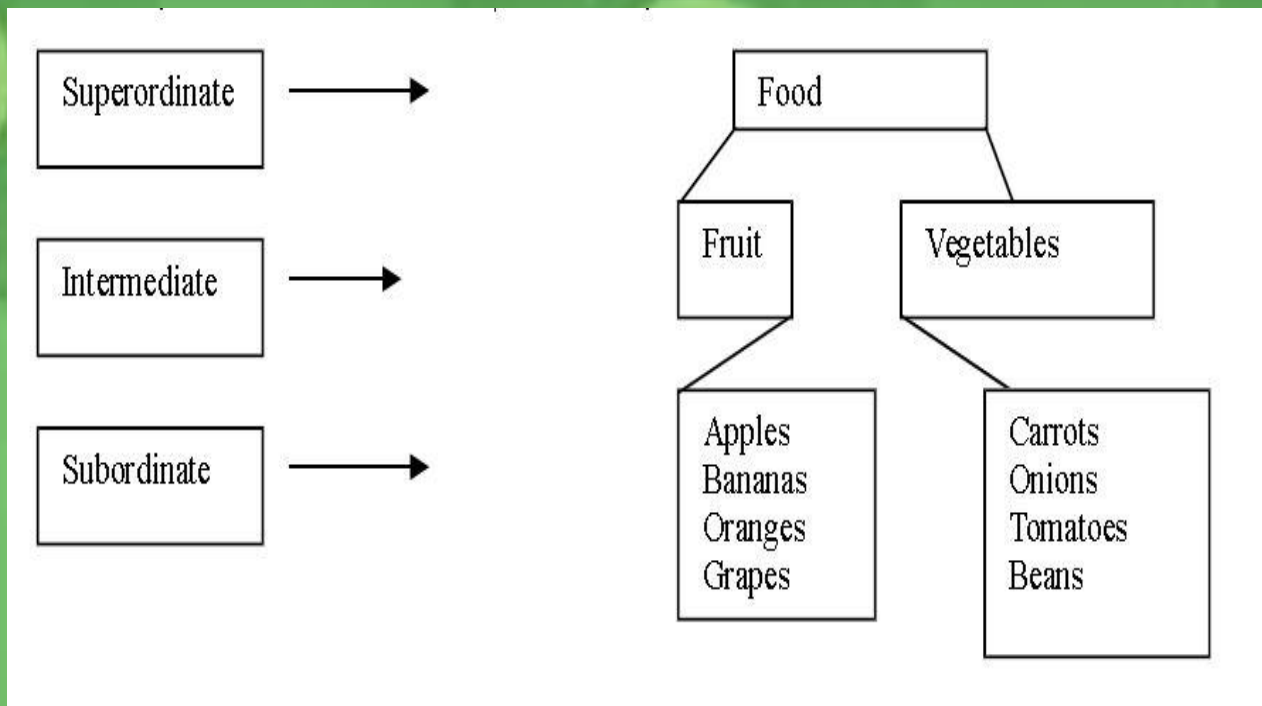 Superordinate
Food
Intermediate
Fruit
Vegetables
Subordinate
Apples
Bananas
Oranges
Grapes
Carrots
Onions
Tomatoes
Beans